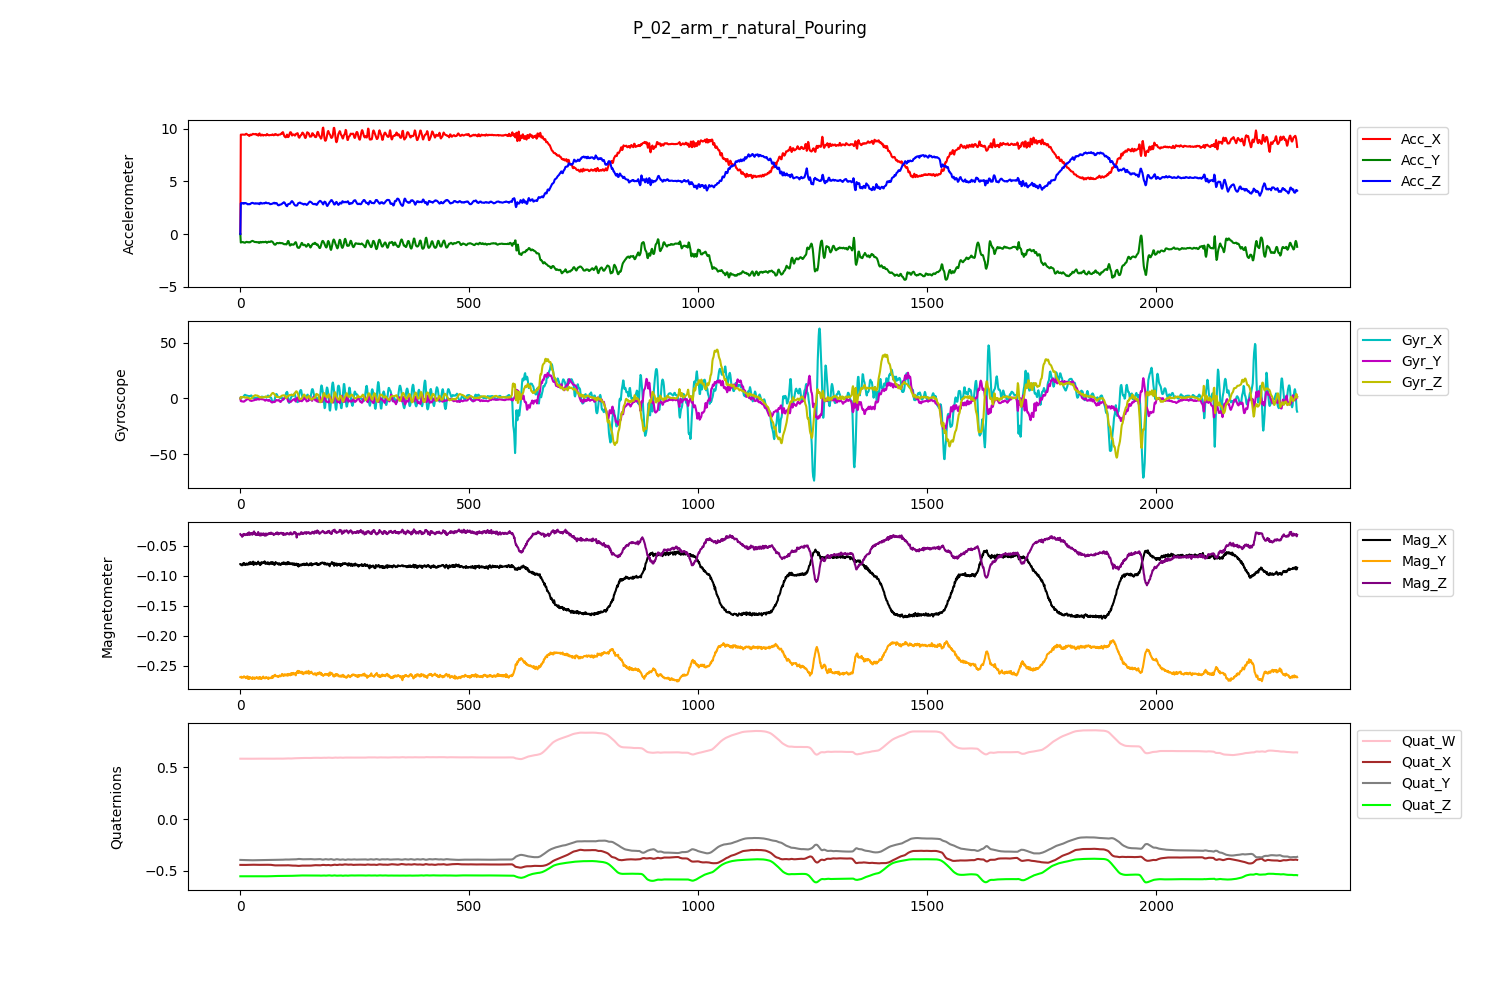 P_02_arm_r_natural_Pouring
Accelerometer
10
5
0
−5
0 500 1000 1500 2000
Acc_X
Acc_Y
Acc_Z
Gyroscope
50
0
−50
0 500 1000 1500 2000
Gyr_X
Gyr_Y
Gyr_Z
Magnetometer
−0.05
−0.10
−0.15
−0.20
−0.25
0 500 1000 1500 2000
Mag_X
Mag_Y
Mag_Z
Quaternions
0.5
0.0
−0.5
0 500 1000 1500 2000
Quat_W
Quat_X
Quat_Y
Quat_Z